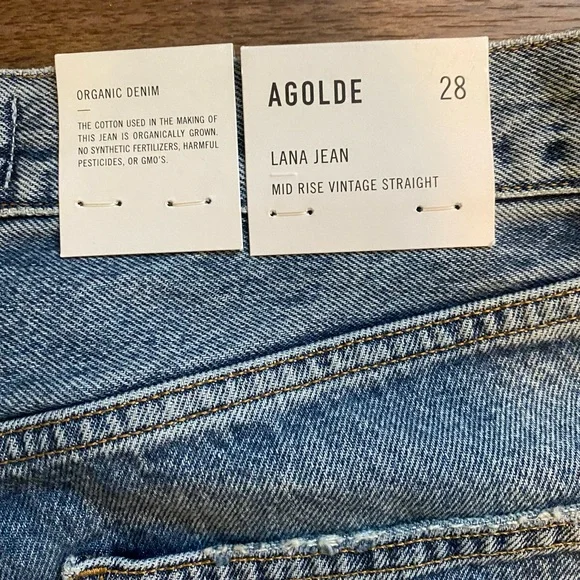 ORGANIC DENIM
THE COTTON USED IN THE MAKING OF
THIS JEAN IS ORGANICALLY GROWN.
NO SYNTHETIC FERTILIZERS, HARMFUL
PESTICIDES, OR GMO'S.
AGOLDE 28
LANA JEAN
MID RISE VINTAGE STRAIGHT